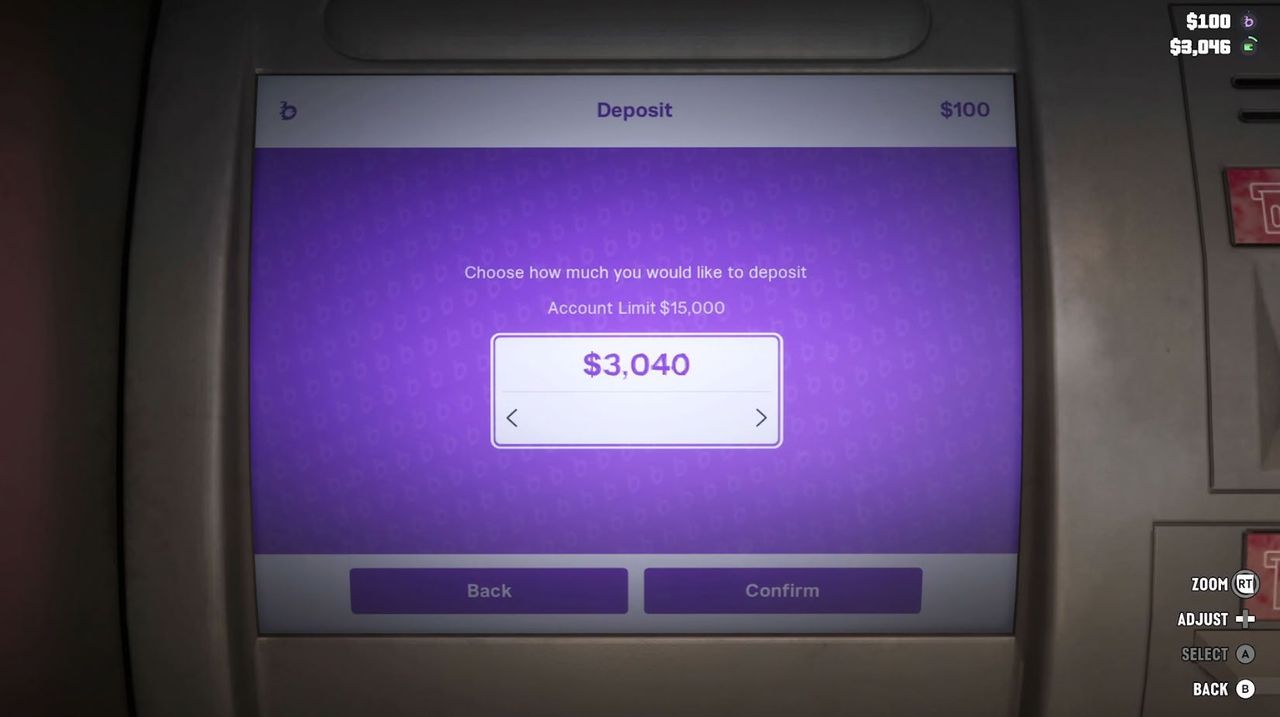 $100
$3,046
Deposit
$100
Choose how much you would like to deposit
Account Limit $15,000
$3,040
Back
Confirm
ZOOM RT
ADJUST
SELECT A
BACK B